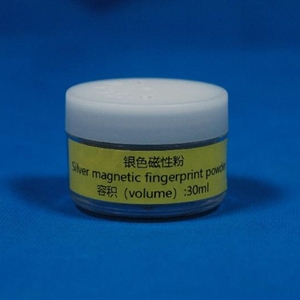 银色磁性粉
Silver magnetic fingerprint powder
容积（volume）:30ml